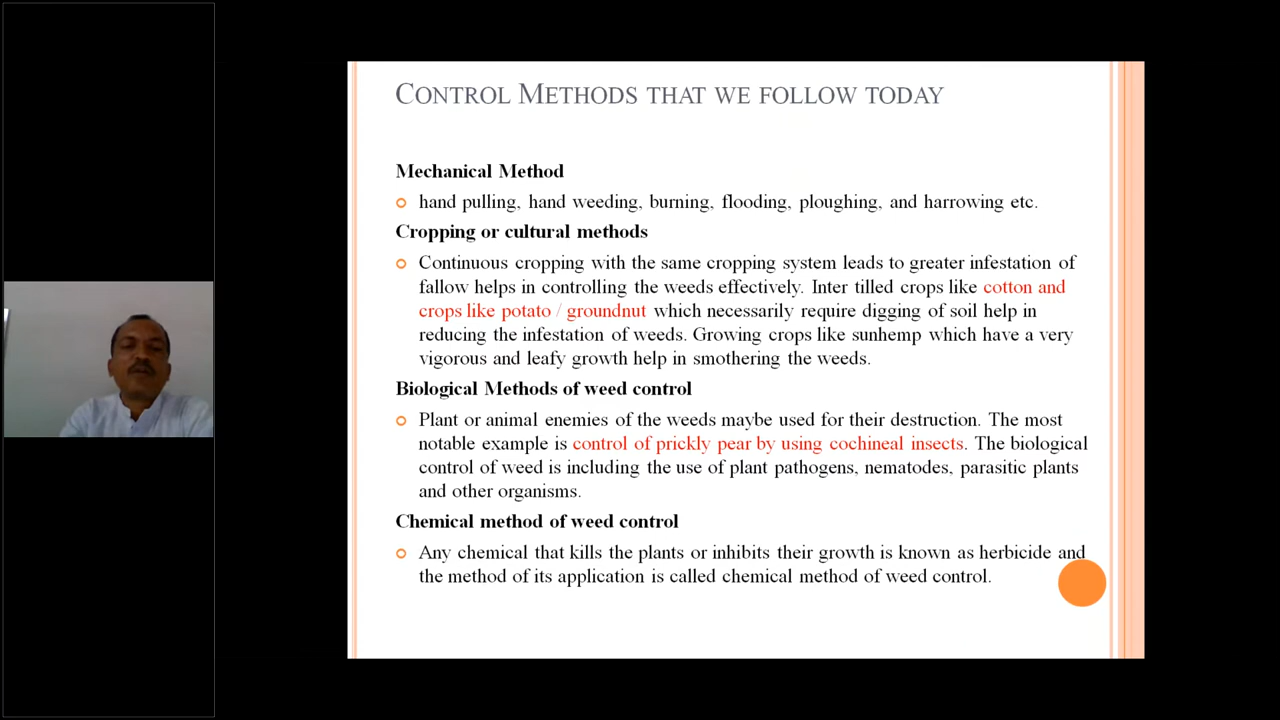 CONTROL METHODS THAT WE FOLLOW TODAY
Mechanical Method
hand pulling, hand weeding, burning, flooding, ploughing, and harrowing etc.
Cropping or cultural methods
Continuous cropping with the same cropping system leads to greater infestation of
fallow helps in controlling the weeds effectively. Inter tilled crops like cotton and
crops like potato / groundnut which necessarily require digging of soil help in
reducing the infestation of weeds. Growing crops like sunhemp which have a very
vigorous and leafy growth help in smothering the weeds.
Biological Methods of weed control
Plant or animal enemies of the weeds maybe used for their destruction. The most
notable example is control of prickly pear by using cochineal insects. The biological
control of weed is including the use of plant pathogens, nematodes, parasitic plants
and other organisms.
Chemical method of weed control
Any chemical that kills the plants or inhibits their growth is known as herbicide and
the method of its application is called chemical method of weed control.